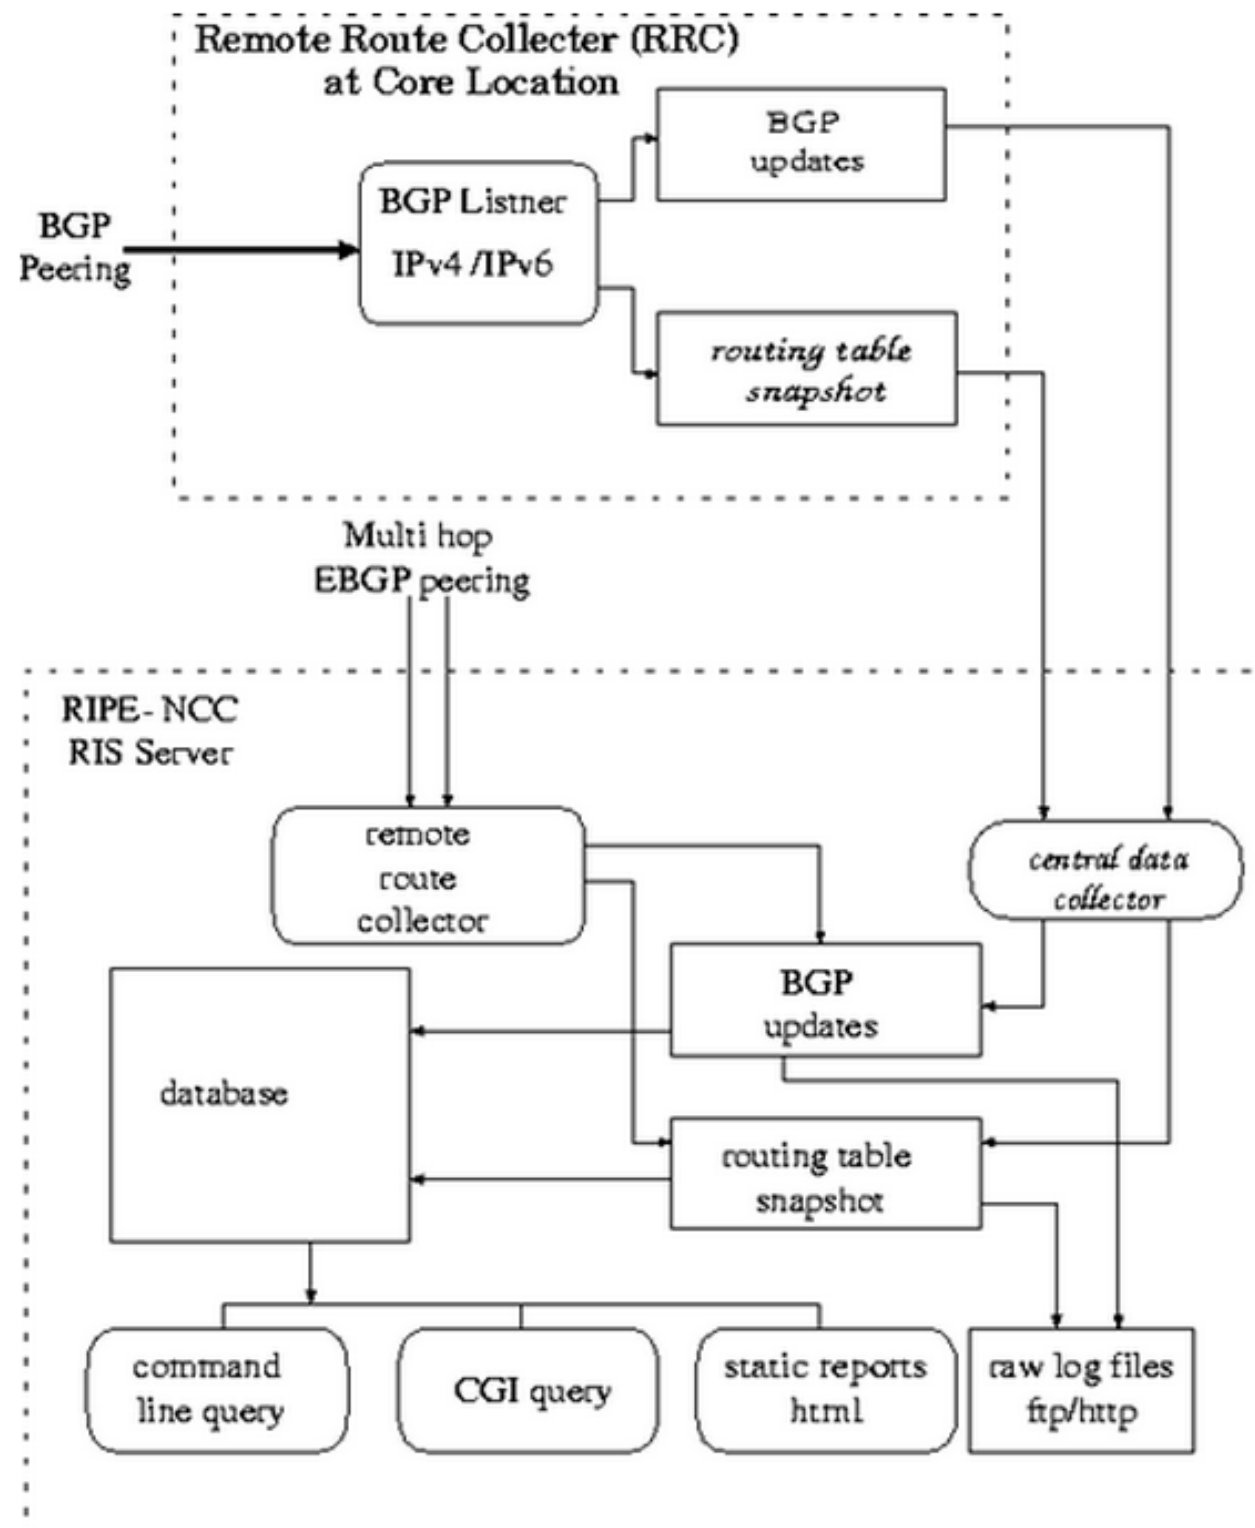 Remote Route Collecter (RRC)
at Core Location
BGP
updates
BGP Listner
IPv4 /IPv6
BGP
Peering
routing table
snapshot
Multi hop
EBGP peering
RIPE- NCC
RIS Server
remote
route
collector
central data
collector
BGP
updates
database
routing table
snapshot
command
line query
CGI query
static reports
html
raw log files
ftp/http